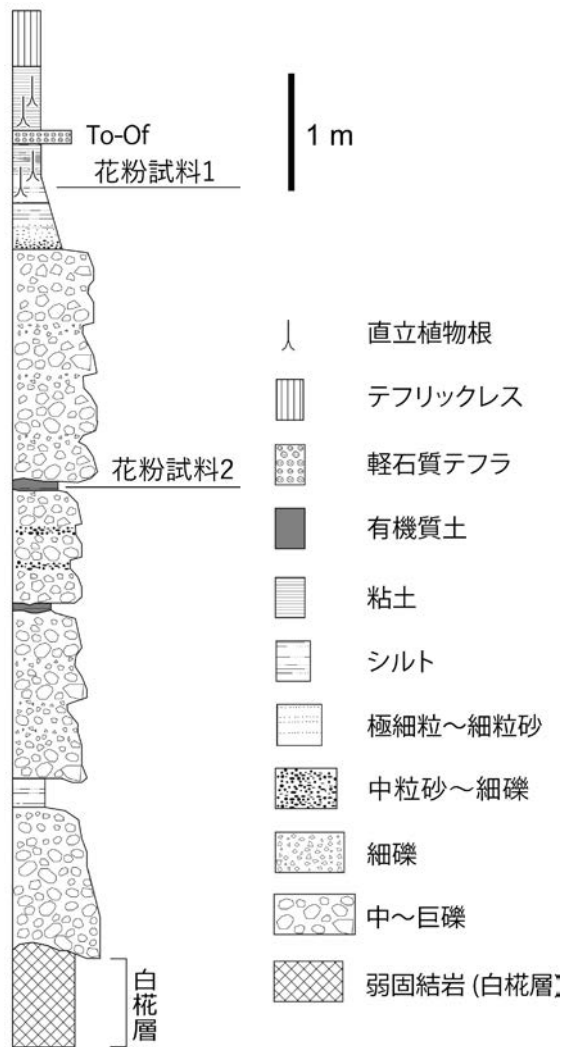 To-Of
花粉試料1
1 m
直立植物根
テフリックレス
軽石質テフラ
花粉試料2
有機質土
粘土
シルト
極細粒～細粒砂
中粒砂～細礫
細礫
中～巨礫
弱固結岩 (白椛層)
白椛層